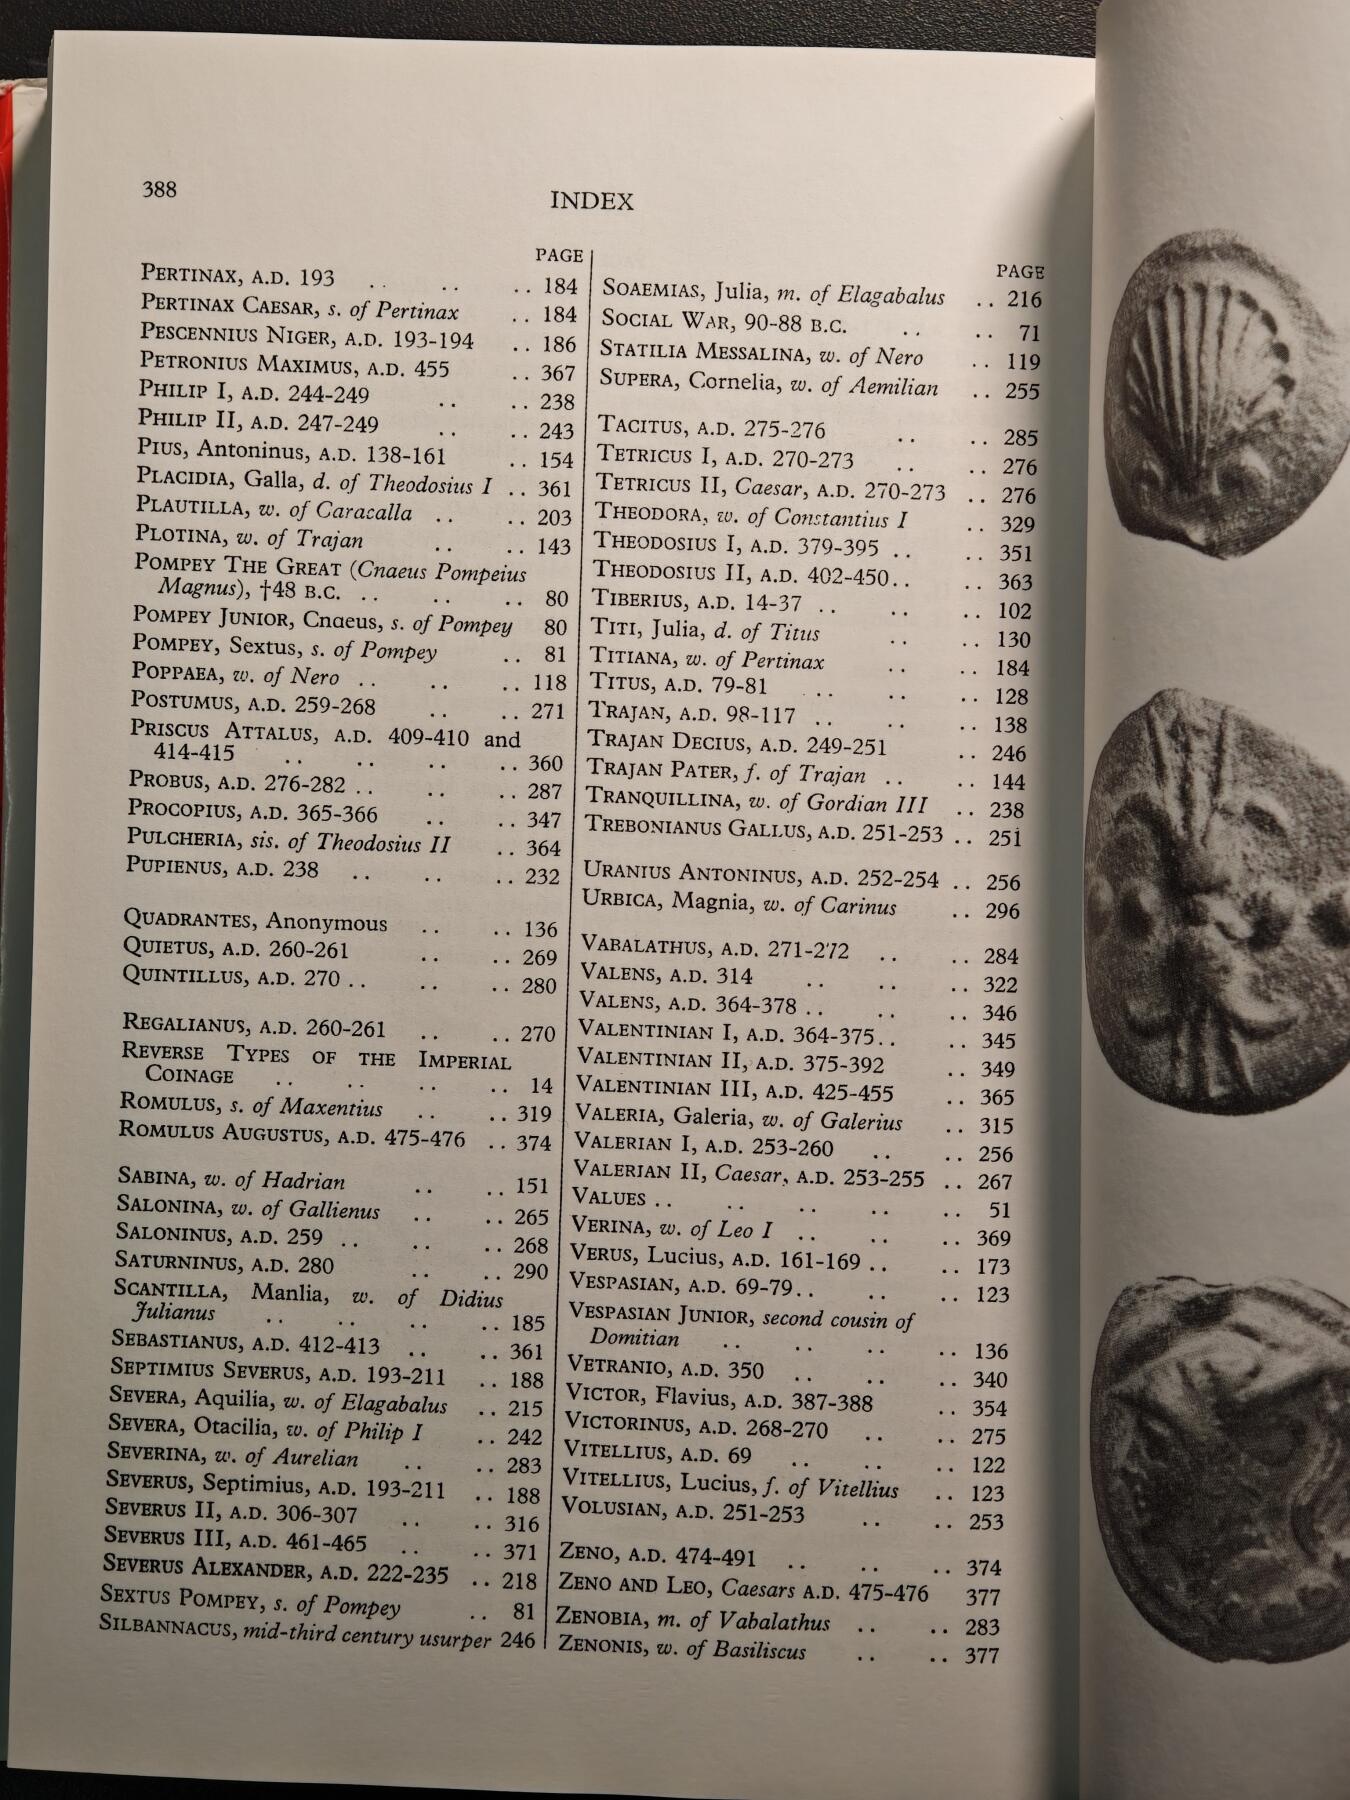 388
INDEX
PAGE
PERTINAX, A.D. 193 .. .. .. 184
PERTINAX CAESAR, s. of Pertinax .. 184
PESCENNIUS NIGER, A.D. 193-194 .. 186
PETRONIUS MAXIMUS, A.D. 455 .. 367
PHILIP I, A.D. 244-249 .. .. 238
PHILIP II, A.D. 247-249 .. .. 243
PIUS, Antoninus, A.D. 138-161 .. 154
PLACIDIA, Galla, d. of Theodosius I .. 361
PLAUTILLA, w. of Caracalla .. .. 203
PLOTINA, w. of Trajan .. .. 143
POMPEY THE GREAT (Cnaeus Pompeius
Magnus), †48 B.C. .. .. .. 80
POMPEY JUNIOR, Cnaeus, s. of Pompey 80
POMPEY, Sextus, s. of Pompey .. 81
POPPAEA, w. of Nero .. .. .. 118
POSTUMUS, A.D. 259-268 .. .. 271
PRISCUS ATTALUS, A.D. 409-410 and
414-415 .. .. .. .. 360
PROBUS, A.D. 276-282 .. .. .. 287
PROCOPIUS, A.D. 365-366 .. .. 347
PULCHERIA, sis. of Theodosius II .. 364
PUPIENUS, A.D. 238 .. .. .. 232
QUADRANTES, Anonymous .. .. 136
QUIETUS, A.D. 260-261 .. .. 269
QUINTILLUS, A.D. 270 .. .. .. 280
REGALIANUS, A.D. 260-261 .. .. 270
REVERSE TYPES OF THE IMPERIAL
COINAGE .. .. .. .. 14
ROMULUS, s. of Maxentius .. .. 319
ROMULUS AUGUSTUS, A.D. 475-476 .. 374
SABINA, w. of Hadrian .. .. 151
SALONINA, w. of Gallienus .. .. 265
SALONINUS, A.D. 259 .. .. .. 268
SATURNINUS, A.D. 280 .. .. 290
SCANTILLA, Manlia, w. of Didius
Julianus .. .. .. .. 185
SEBASTIANUS, A.D. 412-413 .. .. 361
SEPTIMIUS SEVERUS, A.D. 193-211 .. 188
SEVERA, Aquilia, w. of Elagabalus .. 215
SEVERA, Otacilia, w. of Philip I .. 242
SEVERINA, w. of Aurelian .. .. 283
SEVERUS, Septimius, A.D. 193-211 .. 188
SEVERUS II, A.D. 306-307 .. .. 316
SEVERUS III, A.D. 461-465 .. .. 371
SEVERUS ALEXANDER, A.D. 222-235 .. 218
SEXTUS POMPEY, s. of Pompey .. 81
SILBANNACUS, mid-third century usurper 246
PAGE
SOAEMIAS, Julia, m. of Elagabalus .. 216
SOCIAL WAR, 90-88 B.C. .. .. 71
STATILIA MESSALINA, w. of Nero .. 119
SUPERA, Cornelia, w. of Aemilian .. 255
TACITUS, A.D. 275-276 .. .. 285
TETRICUS I, A.D. 270-273 .. .. 276
TETRICUS II, Caesar, A.D. 270-273 .. 276
THEODORA, w. of Constantius I .. 329
THEODOSIUS I, A.D. 379-395 .. .. 351
THEODOSIUS II, A.D. 402-450 .. .. 363
TIBERIUS, A.D. 14-37 .. .. .. 102
TITI, Julia, d. of Titus .. .. 130
TITIANA, w. of Pertinax .. .. 184
TITUS, A.D. 79-81 .. .. .. 128
TRAJAN, A.D. 98-117 .. .. .. 138
TRAJAN DECIUS, A.D. 249-251 .. 246
TRAJAN PATER, f. of Trajan .. .. 144
TRANQUILLINA, w. of Gordian III .. 238
TREBONIANUS GALLUS, A.D. 251-253 .. 251
URANIUS ANTONINUS, A.D. 252-254 .. 256
URBICA, Magnia, w. of Carinus .. 296
VABALATHUS, A.D. 271-272 .. .. 284
VALENS, A.D. 314 .. .. .. 322
VALENS, A.D. 364-378 .. .. .. 346
VALENTINIAN I, A.D. 364-375 .. .. 345
VALENTINIAN II, A.D. 375-392 .. 349
VALENTINIAN III, A.D. 425-455 .. 365
VALERIA, Galeria, w. of Galerius .. 315
VALERIAN I, A.D. 253-260 .. .. 256
VALERIAN II, Caesar, A.D. 253-255 .. 267
VALUES .. .. .. .. .. 51
VERINA, w. of Leo I .. .. .. 369
VERUS, Lucius, A.D. 161-169 .. .. 173
VESPASIAN, A.D. 69-79 .. .. .. 123
VESPASIAN JUNIOR, second cousin of
Domitian .. .. .. .. 136
VETRANIO, A.D. 350 .. .. .. 340
VICTOR, Flavius, A.D. 387-388 .. 354
VICTORINUS, A.D. 268-270 .. .. 275
VITELLIUS, A.D. 69 .. .. .. 122
VITELLIUS, Lucius, f. of Vitellius .. 123
VOLUSIAN, A.D. 251-253 .. .. 253
ZENO, A.D. 474-491 .. .. .. 374
ZENO AND LEO, Caesars A.D. 475-476 377
ZENOBIA, m. of Vabalathus .. .. 283
ZENONIS, w. of Basiliscus .. .. 377